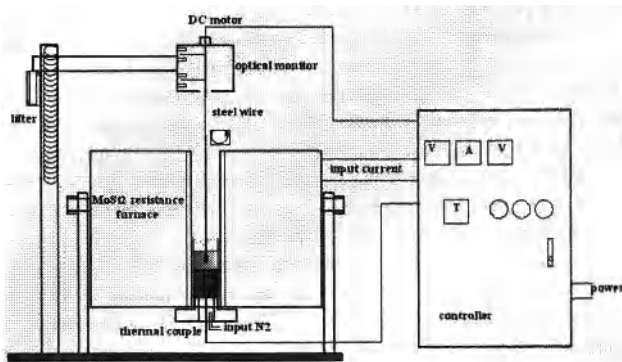 DC motor
optical monitor
lifter
steel wire
V
A
V
input current
MoSi2 resistance
furnace
T
power
controller
thermal couple
input N2